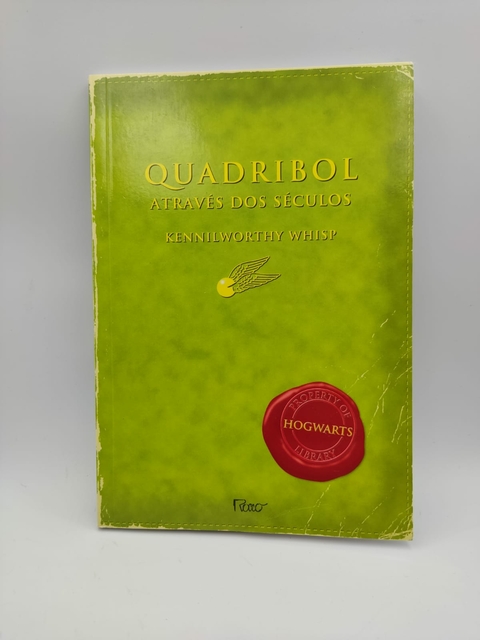 QUADRIBOL
ATRAVÉS DOS SÉCULOS
KENNILWORTHY WHISP
PROPERTY OF
HOGWARTS
LIBRARY
Rocco